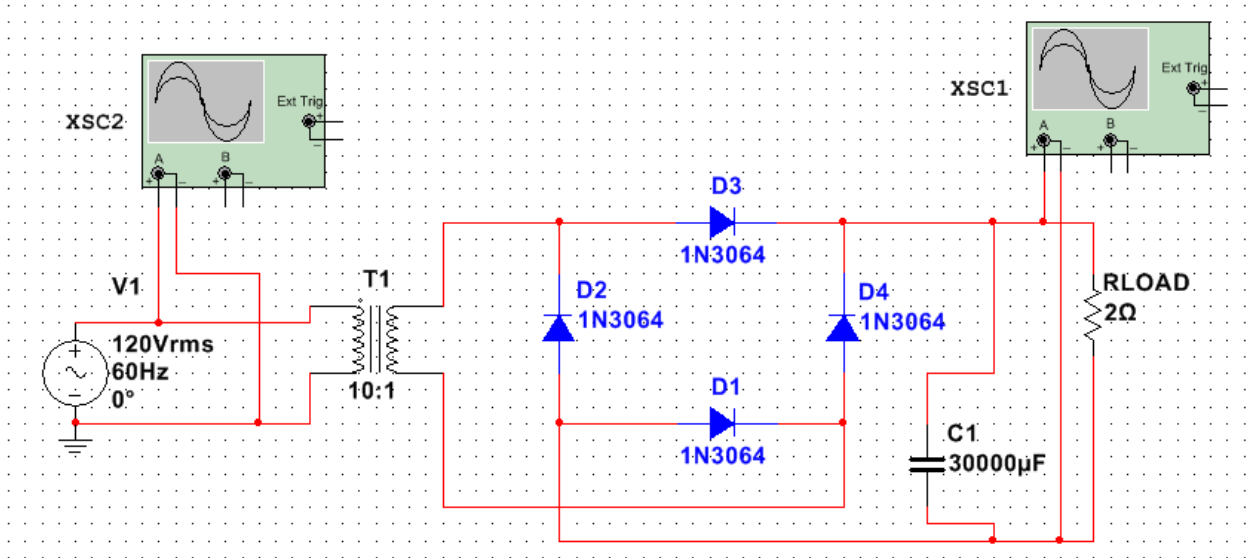 XSC2
Ext Trig
+
−
A
B
+
−
+
−
XSC1
Ext Trig
+
−
A
B
+
−
+
−
V1
+
−
120Vrms
60Hz
0°
T1
10:1
D3
1N3064
D2
1N3064
D4
1N3064
D1
1N3064
RLOAD
2Ω
C1
30000µF